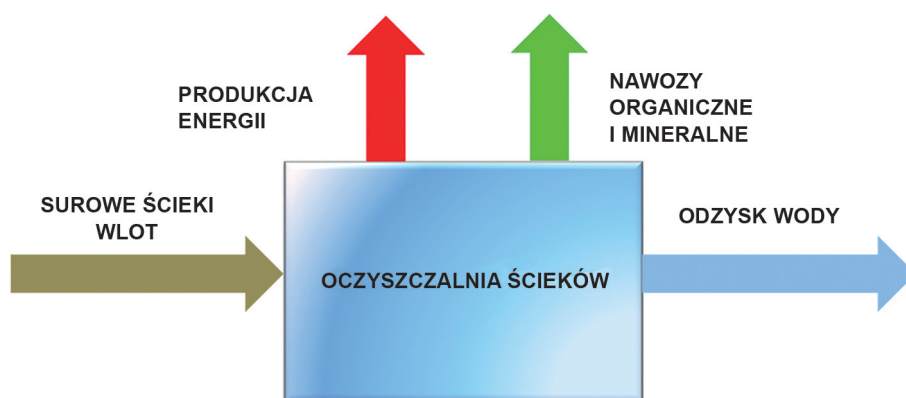 PRODUKCJA
ENERGII
NAWOZY
ORGANICZNE
I MINERALNE
SUROWE ŚCIEKI
WLOT
ODZYSK WODY
OCZYSZCZALNIA ŚCIEKÓW